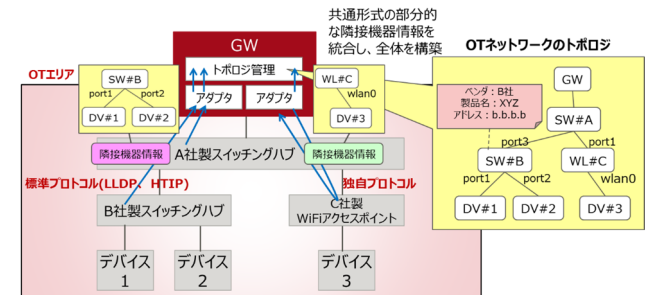 共通形式の部分的
な隣接機器情報を
統合し、全体を構築
GW
トポロジ管理
アダプタ
アダプタ
OTエリア
SW#B
port1
port2
DV#1
DV#2
WL#C
wlan0
DV#3
隣接機器情報
A社製スイッチングハブ
隣接機器情報
標準プロトコル(LLDP、HTIP)
独自プロトコル
B社製スイッチングハブ
C社製
WiFiアクセスポイント
デバイス
1
デバイス
2
デバイス
3
OTネットワークのトポロジ
ベンダ：B社
製品名：XYZ
アドレス：b.b.b.b
GW
SW#A
port3
port1
SW#B
WL#C
port1
port2
wlan0
DV#1
DV#2
DV#3